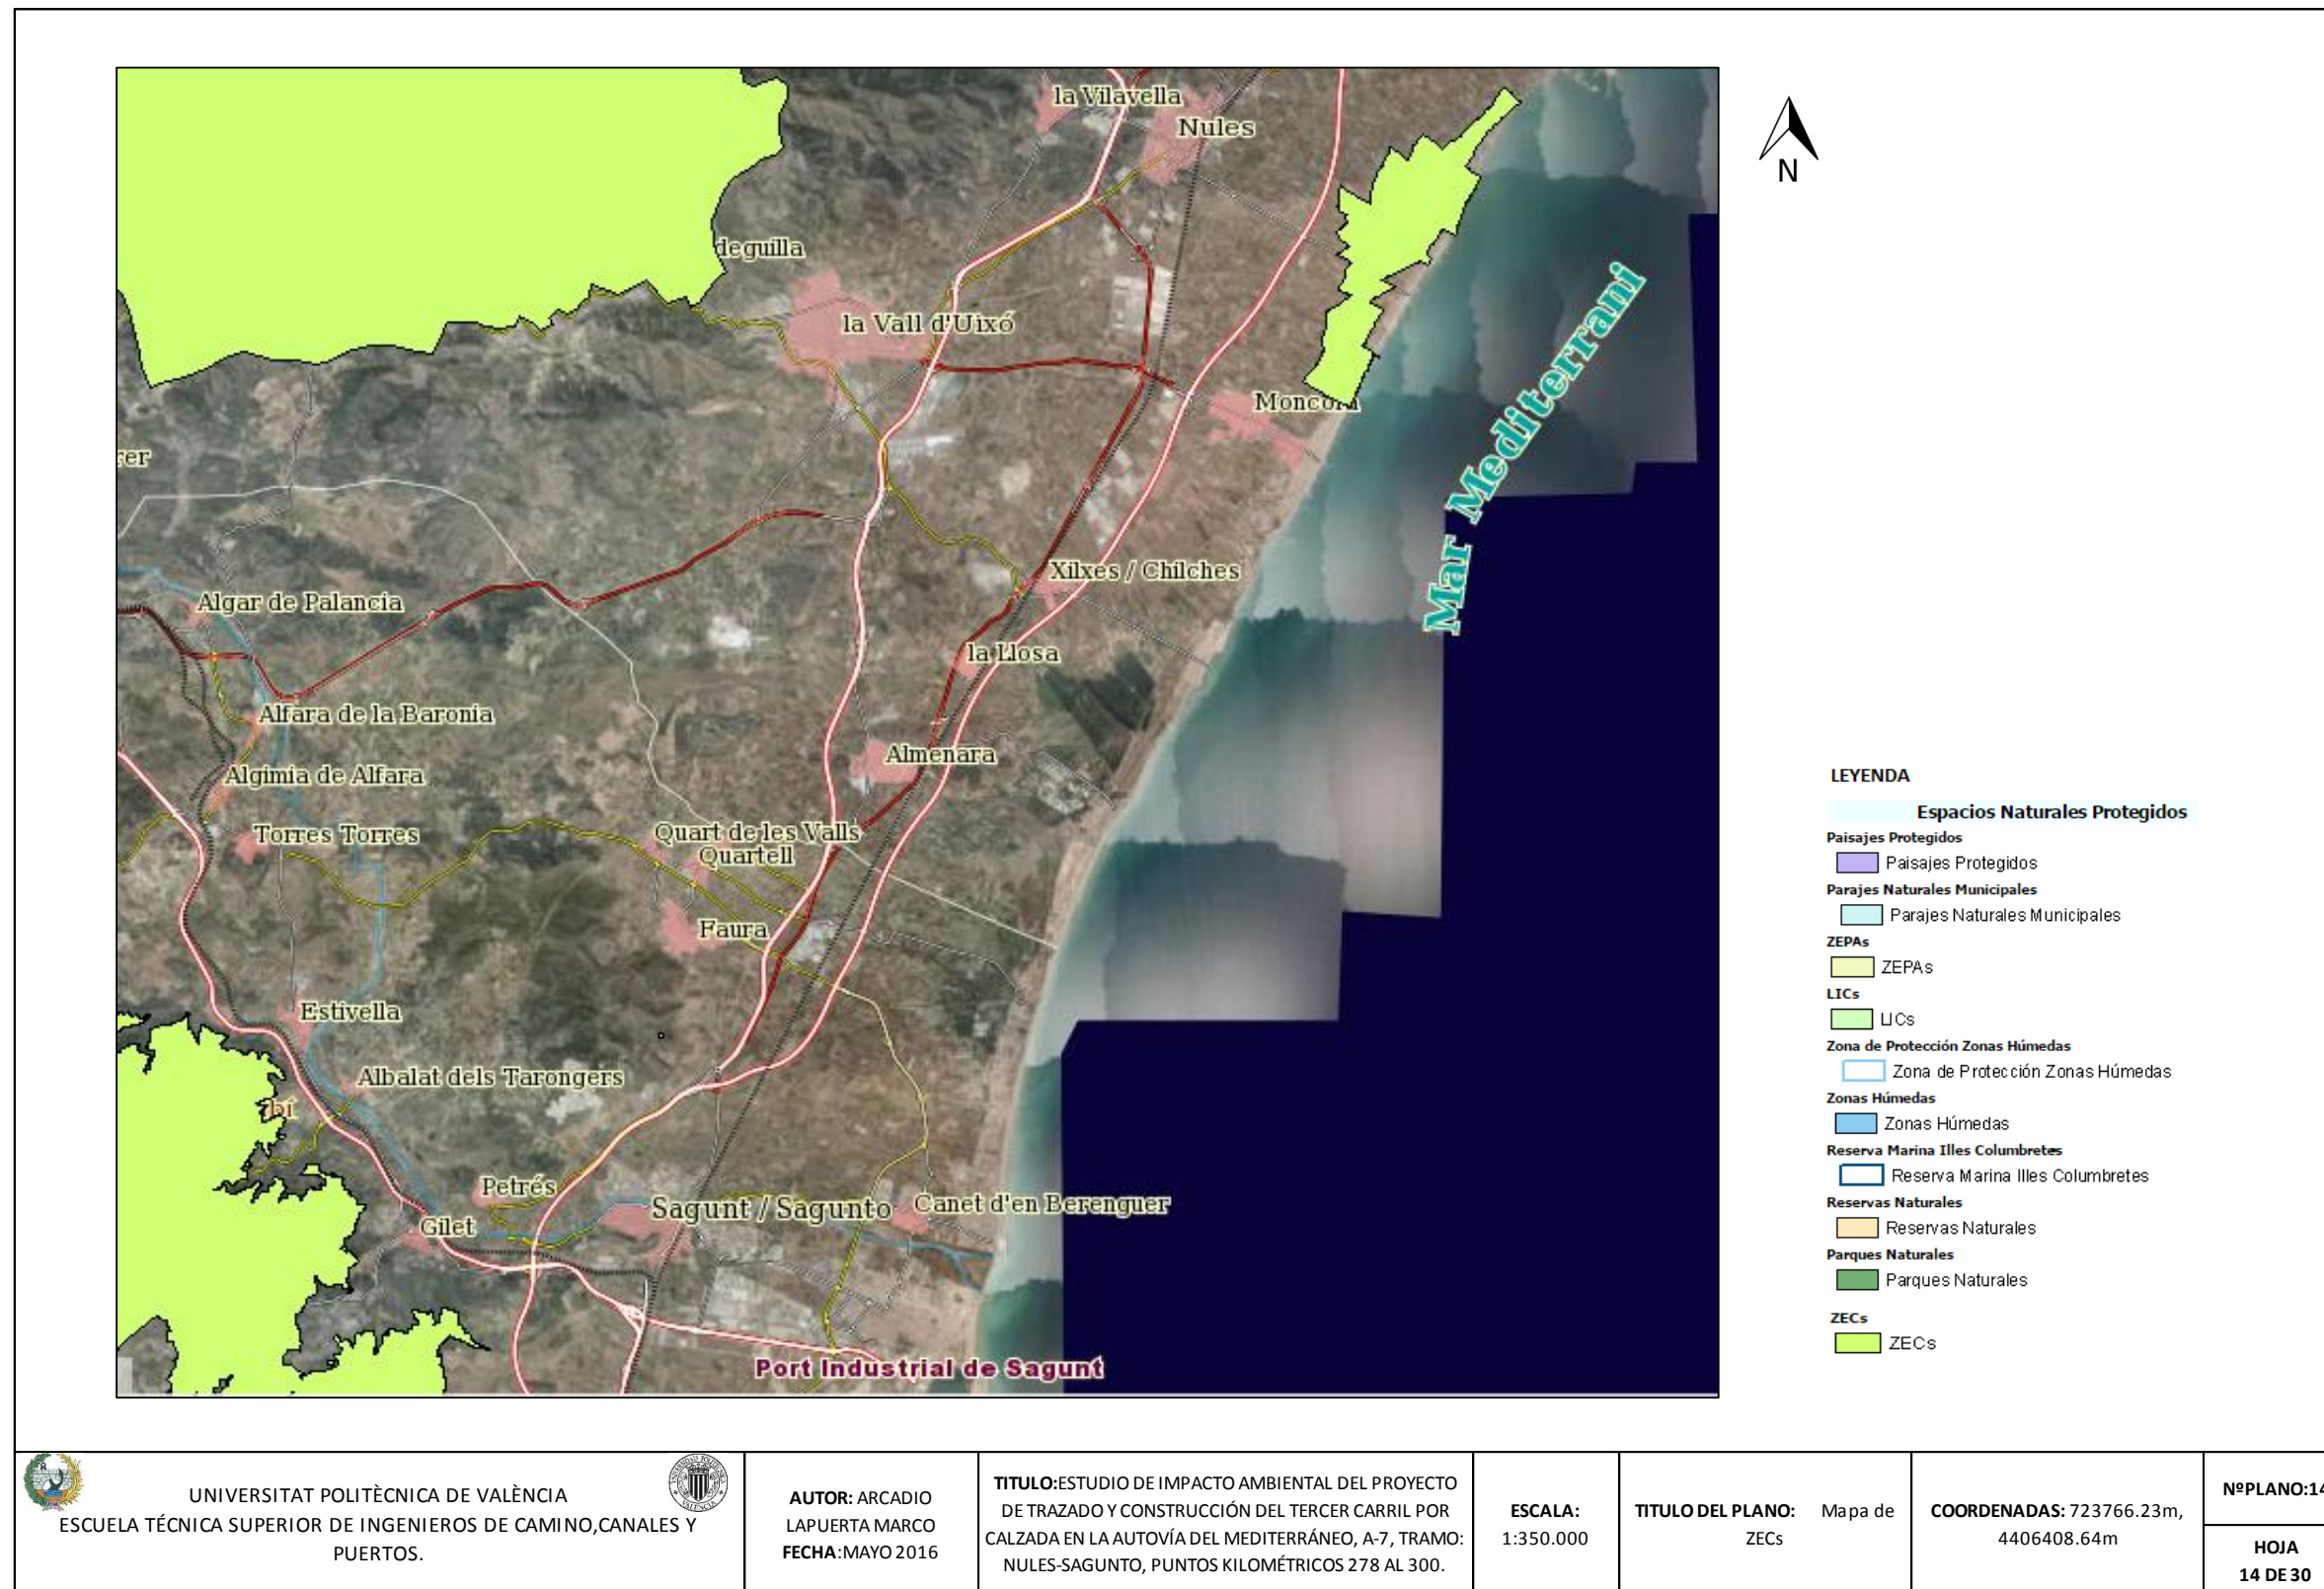 la Vilavella
Nules
N
deguilla
la Vall d'Uixó
Mar Mediterrani
rer
Xilxes / Chilches
Algar de Palancia
la Llosa
Alfara de la Baronia
Almenara
Algimia de Alfara
Torres Torres
Quart de les Valls
Quartell
Faura
Estivella
Albalat dels Tarongers
bí
Petrés
Gilet
Sagunt / Sagunto
Canet d'en Berenguer
Port Industrial de Sagunt
LEYENDA
Espacios Naturales Protegidos
Paisajes Protegidos
Paisajes Protegidos
Parajes Naturales Municipales
Parajes Naturales Municipales
ZEPAs
ZEPAs
LICs
LICs
Zona de Protección Zonas Húmedas
Zona de Protección Zonas Húmedas
Zonas Húmedas
Zonas Húmedas
Reserva Marina Illes Columbretes
Reserva Marina Illes Columbretes
Reservas Naturales
Reservas Naturales
Parques Naturales
Parques Naturales
ZECs
ZECs
UNIVERSITAT POLITÈCNICA DE VALÈNCIA
ESCUELA TÉCNICA SUPERIOR DE INGENIEROS DE CAMINO,CANALES Y
PUERTOS.
AUTOR: ARCADIO
LAPUERTA MARCO
FECHA:MAYO 2016
TITULO:ESTUDIO DE IMPACTO AMBIENTAL DEL PROYECTO
DE TRAZADO Y CONSTRUCCIÓN DEL TERCER CARRIL POR
CALZADA EN LA AUTOVÍA DEL MEDITERRÁNEO, A-7, TRAMO:
NULES-SAGUNTO, PUNTOS KILOMÉTRICOS 278 AL 300.
ESCALA:
1:350.000
TITULO DEL PLANO: Mapa de
ZECs
COORDENADAS: 723766.23m,
4406408.64m
NºPLANO:14
HOJA
14 DE 30